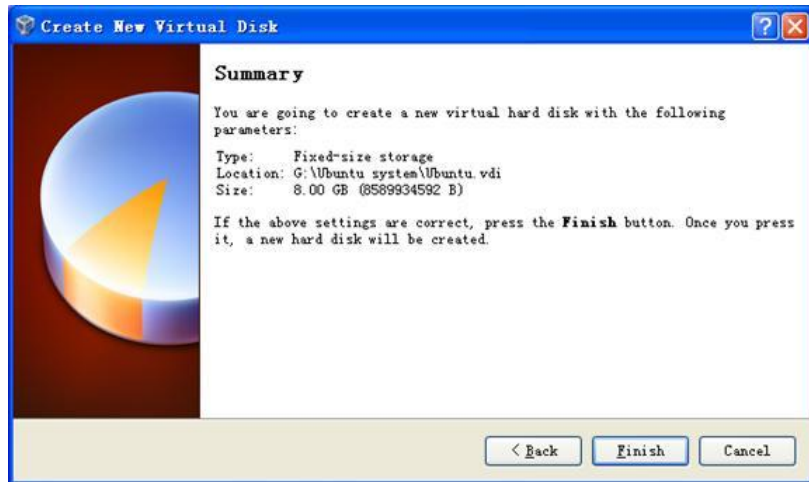 Create New Virtual Disk
Summary
You are going to create a new virtual hard disk with the following
parameters:
Type: Fixed-size storage
Location: G:\Ubuntu system\Ubuntu.vdi
Size: 8.00 GB (8589934592 B)
If the above settings are correct, press the Finish button. Once you press
it, a new hard disk will be created.
< Back Finish Cancel